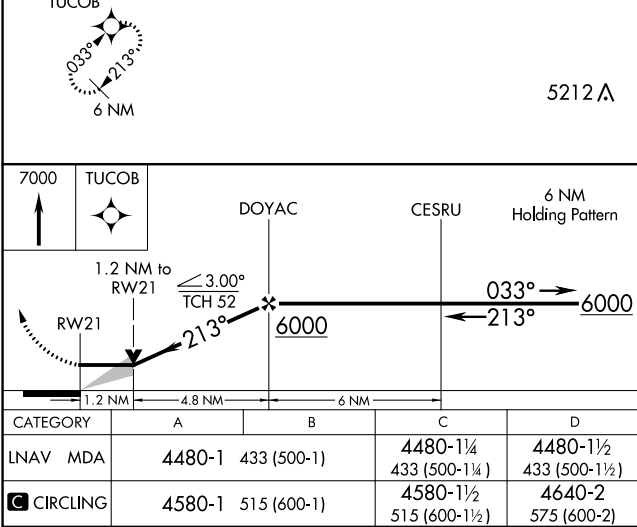 TUCOB
033°
213°
6 NM
5212
7000 TUCOB
DOYAC CESRU 6 NM
Holding Pattern
1.2 NM to
RW21
3.00°
TCH 52
RW21
213°
6000
033°
213°
6000
1.2 NM 4.8 NM 6 NM
CATEGORY A B C D
LNAV MDA 4480-1 433 (500-1) 4480-1¼ 4480-1½
433 (500-1¼) 433 (500-1½)
C CIRCLING 4580-1 515 (600-1) 4580-1½ 4640-2
515 (600-1½) 575 (600-2)